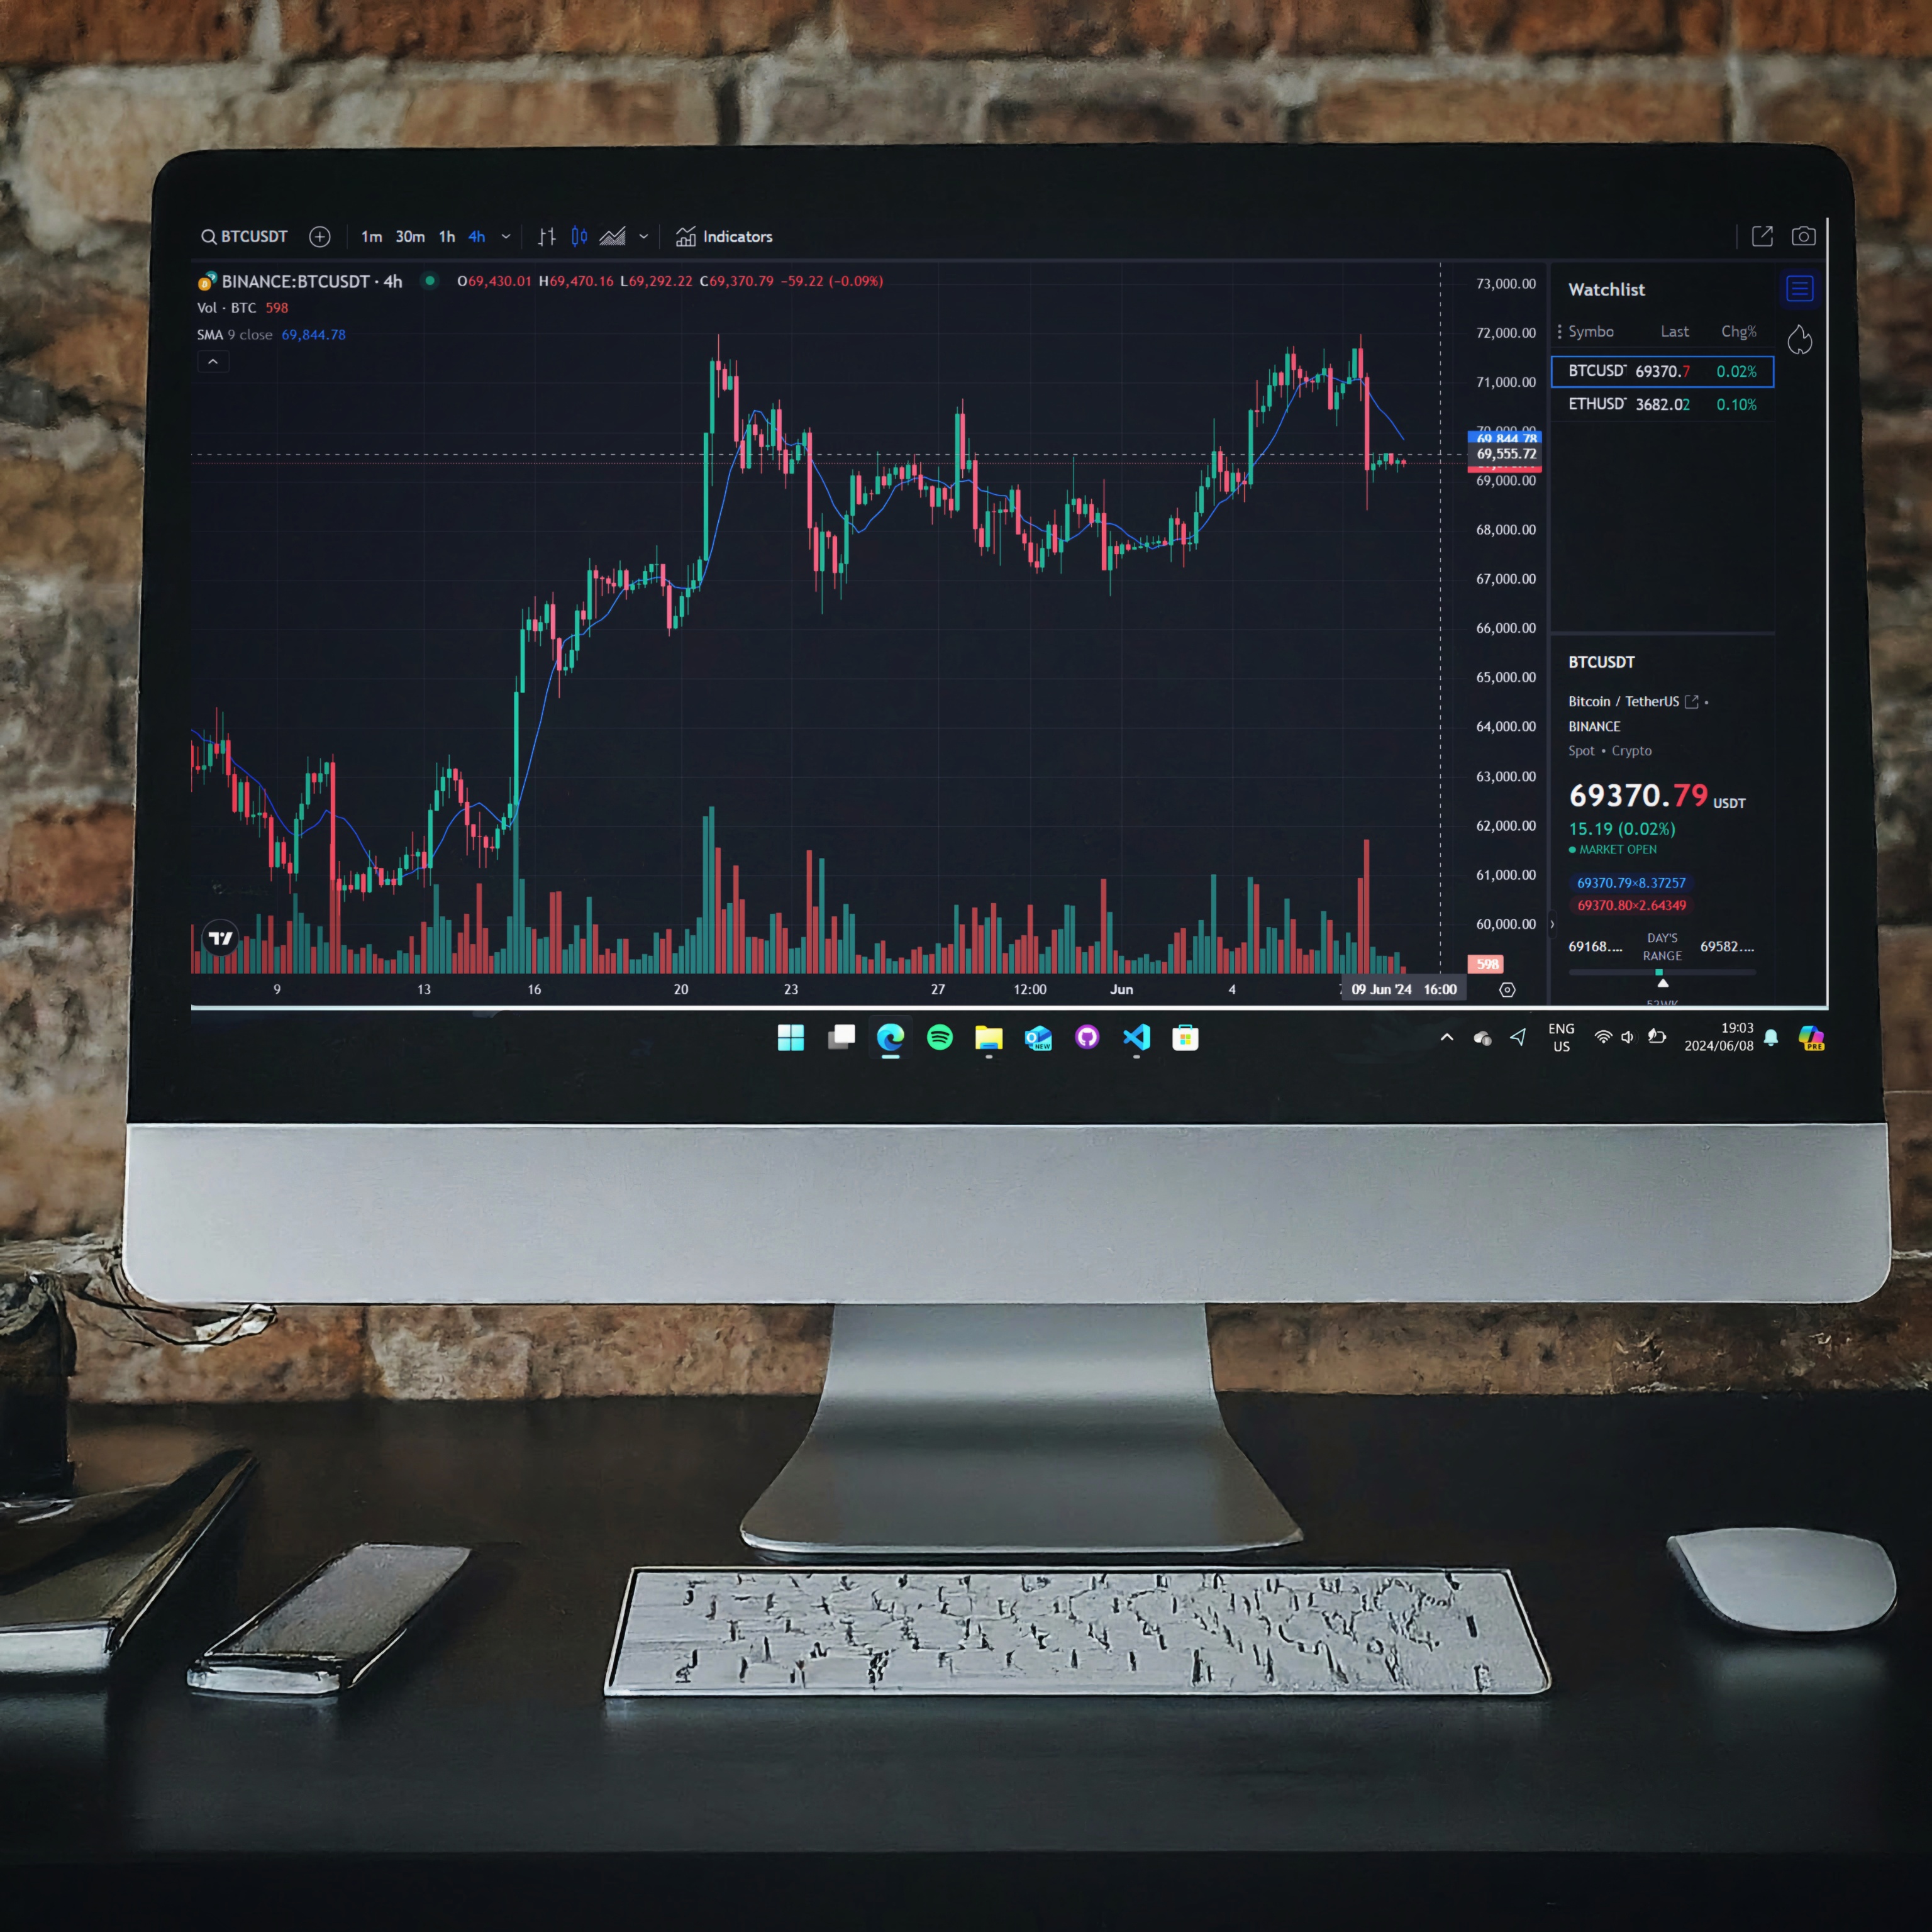 BTCUSDT
1m 30m 1h 4h
Indicators
BINANCE:BTCUSDT · 4h
O69,430.01 H69,470.16 L69,292.22 C69,370.79 −59.22 (−0.09%)
Vol · BTC 598
SMA 9 close 69,844.78
73,000.00
72,000.00
71,000.00
70,000.00
69,844.78
69,555.72
69,000.00
68,000.00
67,000.00
66,000.00
65,000.00
64,000.00
63,000.00
62,000.00
61,000.00
60,000.00
598
9 13 16 20 23 27 12:00 Jun 4 7 09 Jun '24 16:00
Watchlist
Symbo Last Chg%
BTCUSD 69370.7 0.02%
ETHUSD 3682.02 0.10%
BTCUSDT
Bitcoin / TetherUS •
BINANCE
Spot • Crypto
69370.79 USDT
15.19 (0.02%)
MARKET OPEN
69370.79×8.37257
69370.80×2.64349
69168.... DAY'S RANGE 69582....
52WK
NEW
ENG
US
19:03
2024/06/08
PRE